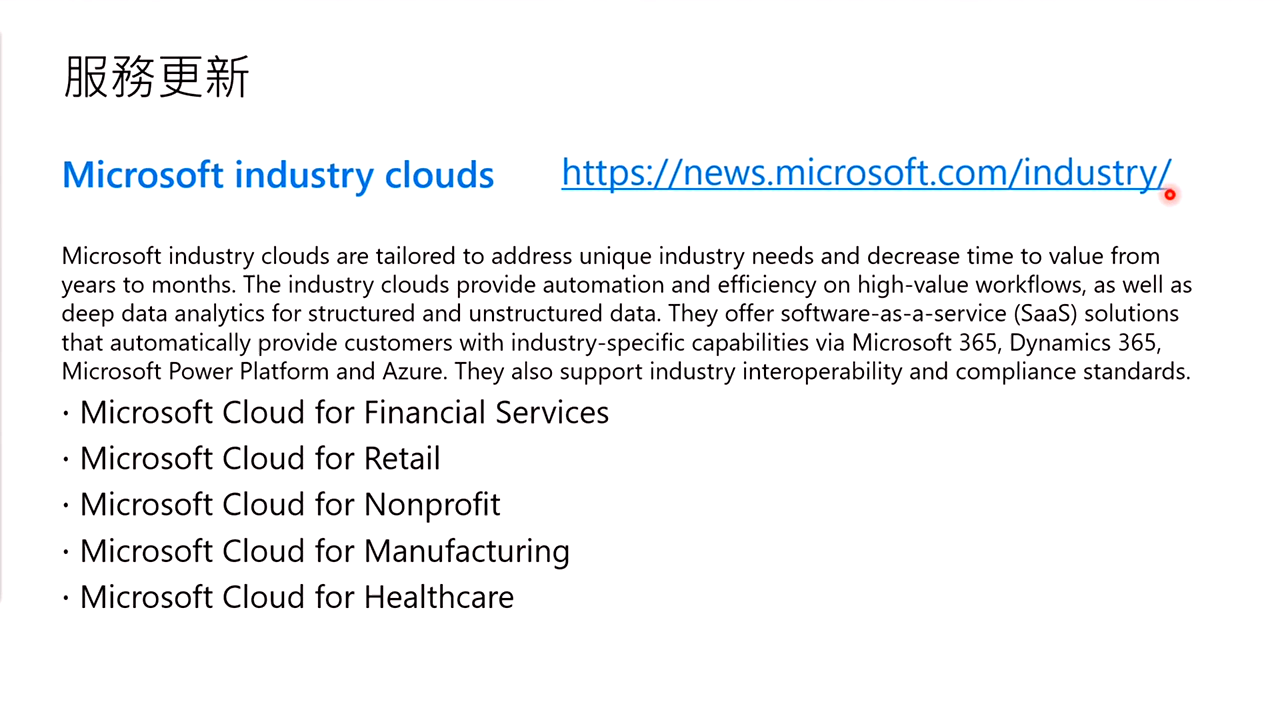 服務更新
Microsoft industry clouds https://news.microsoft.com/industry/
Microsoft industry clouds are tailored to address unique industry needs and decrease time to value from
years to months. The industry clouds provide automation and efficiency on high-value workflows, as well as
deep data analytics for structured and unstructured data. They offer software-as-a-service (SaaS) solutions
that automatically provide customers with industry-specific capabilities via Microsoft 365, Dynamics 365,
Microsoft Power Platform and Azure. They also support industry interoperability and compliance standards.
· Microsoft Cloud for Financial Services
· Microsoft Cloud for Retail
· Microsoft Cloud for Nonprofit
· Microsoft Cloud for Manufacturing
· Microsoft Cloud for Healthcare